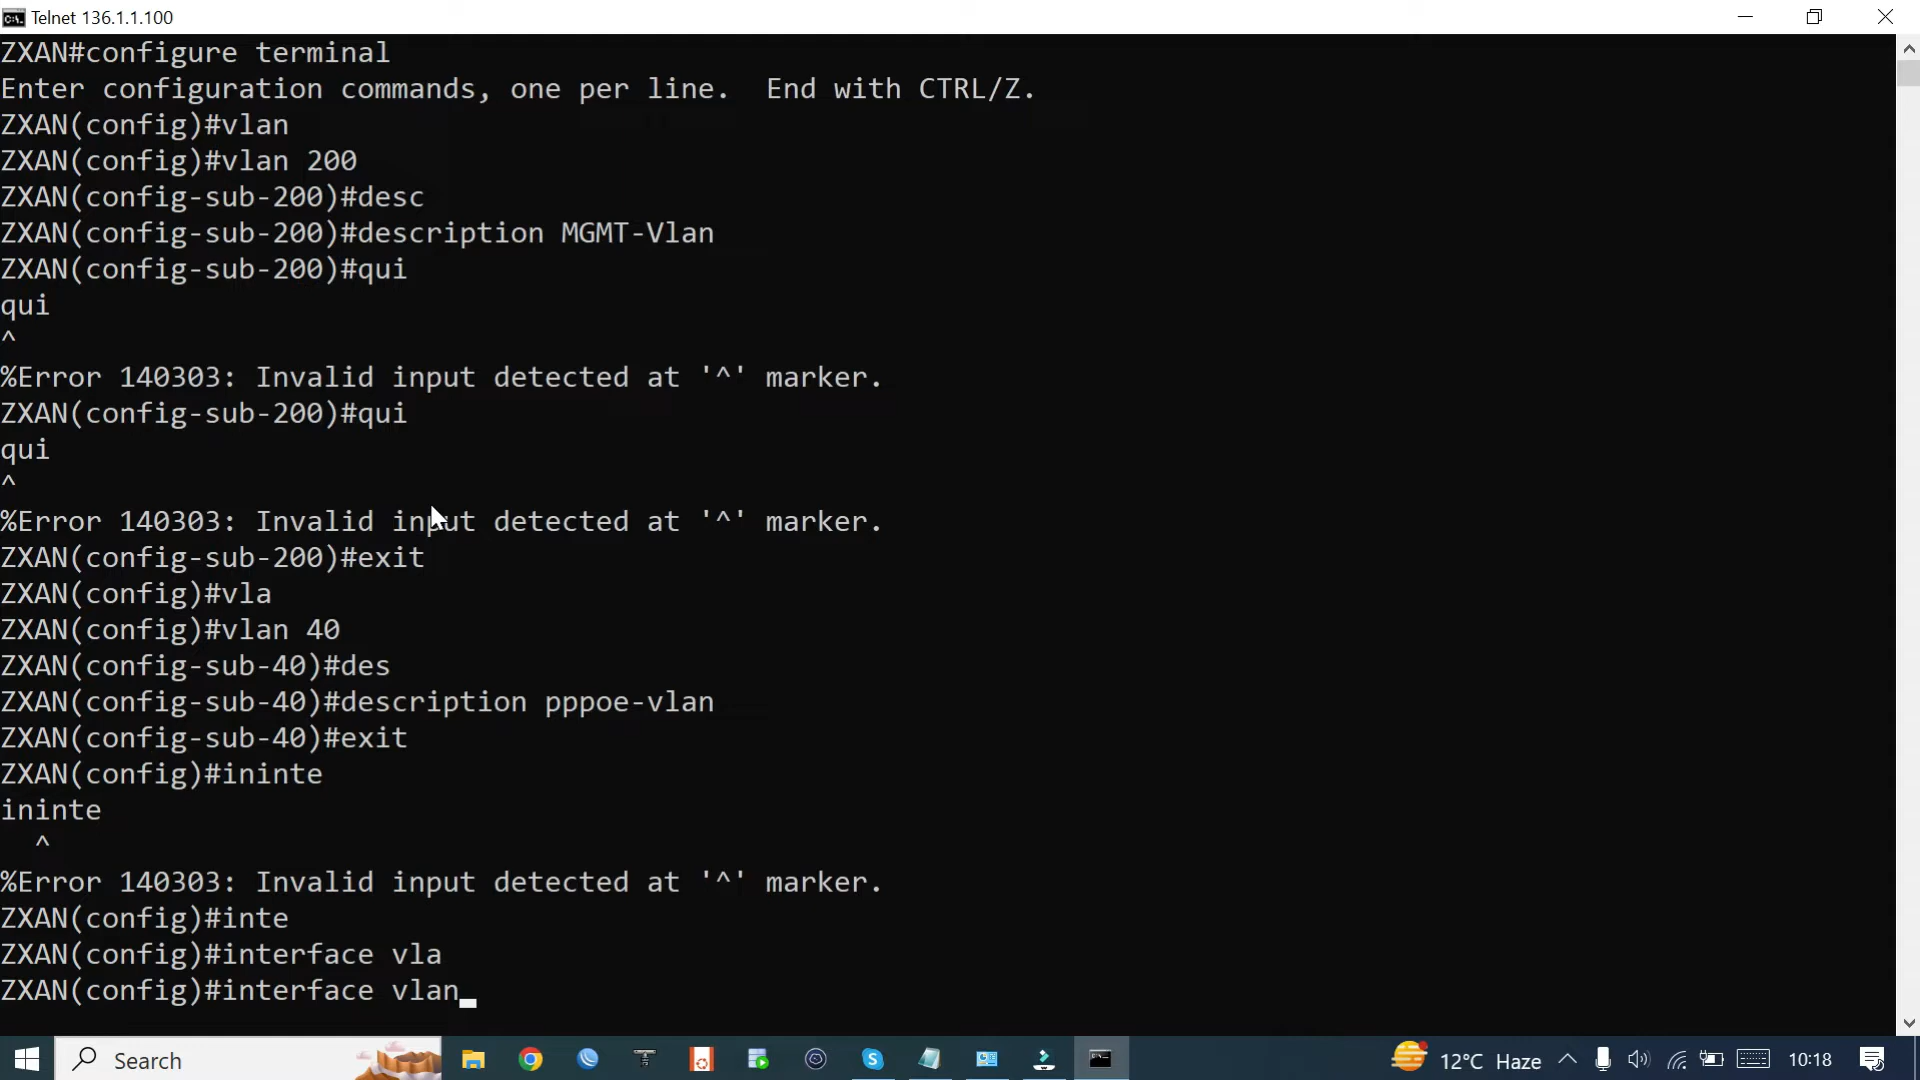 Telnet 136.1.1.100
ZXAN#configure terminal
Enter configuration commands, one per line.  End with CTRL/Z.
ZXAN(config)#vlan
ZXAN(config)#vlan 200
ZXAN(config-sub-200)#desc
ZXAN(config-sub-200)#description MGMT-Vlan
ZXAN(config-sub-200)#qui
qui
^
%Error 140303: Invalid input detected at '^' marker.
ZXAN(config-sub-200)#qui
qui
^
%Error 140303: Invalid input detected at '^' marker.
ZXAN(config-sub-200)#exit
ZXAN(config)#vla
ZXAN(config)#vlan 40
ZXAN(config-sub-40)#des
ZXAN(config-sub-40)#description pppoe-vlan
ZXAN(config-sub-40)#exit
ZXAN(config)#ininte
ininte
  ^
%Error 140303: Invalid input detected at '^' marker.
ZXAN(config)#inte
ZXAN(config)#interface vla
ZXAN(config)#interface vlan_
Search 12°C Haze 10:18